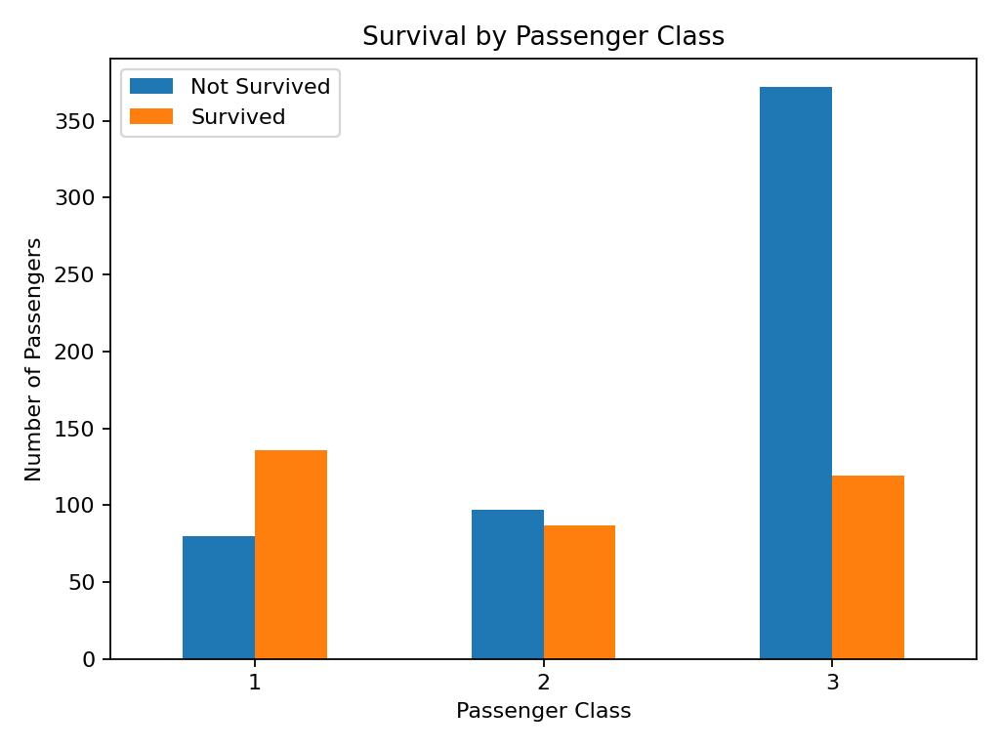 Survival by Passenger Class
Not Survived
Survived
Number of Passengers
350
300
250
200
150
100
50
0
1 2 3
Passenger Class